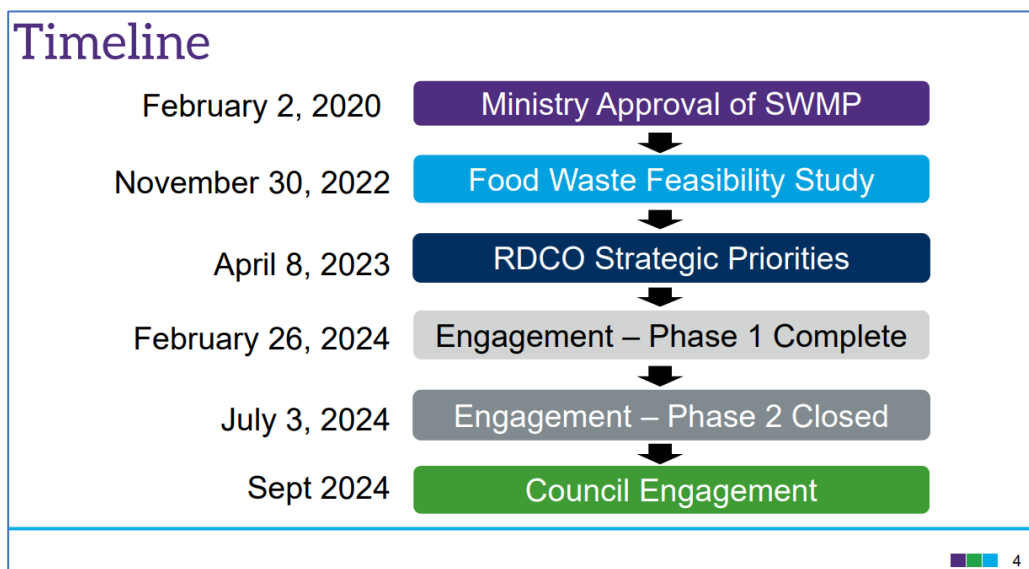 Timeline
February 2, 2020 Ministry Approval of SWMP
November 30, 2022 Food Waste Feasibility Study
April 8, 2023 RDCO Strategic Priorities
February 26, 2024 Engagement – Phase 1 Complete
July 3, 2024 Engagement – Phase 2 Closed
Sept 2024 Council Engagement
4